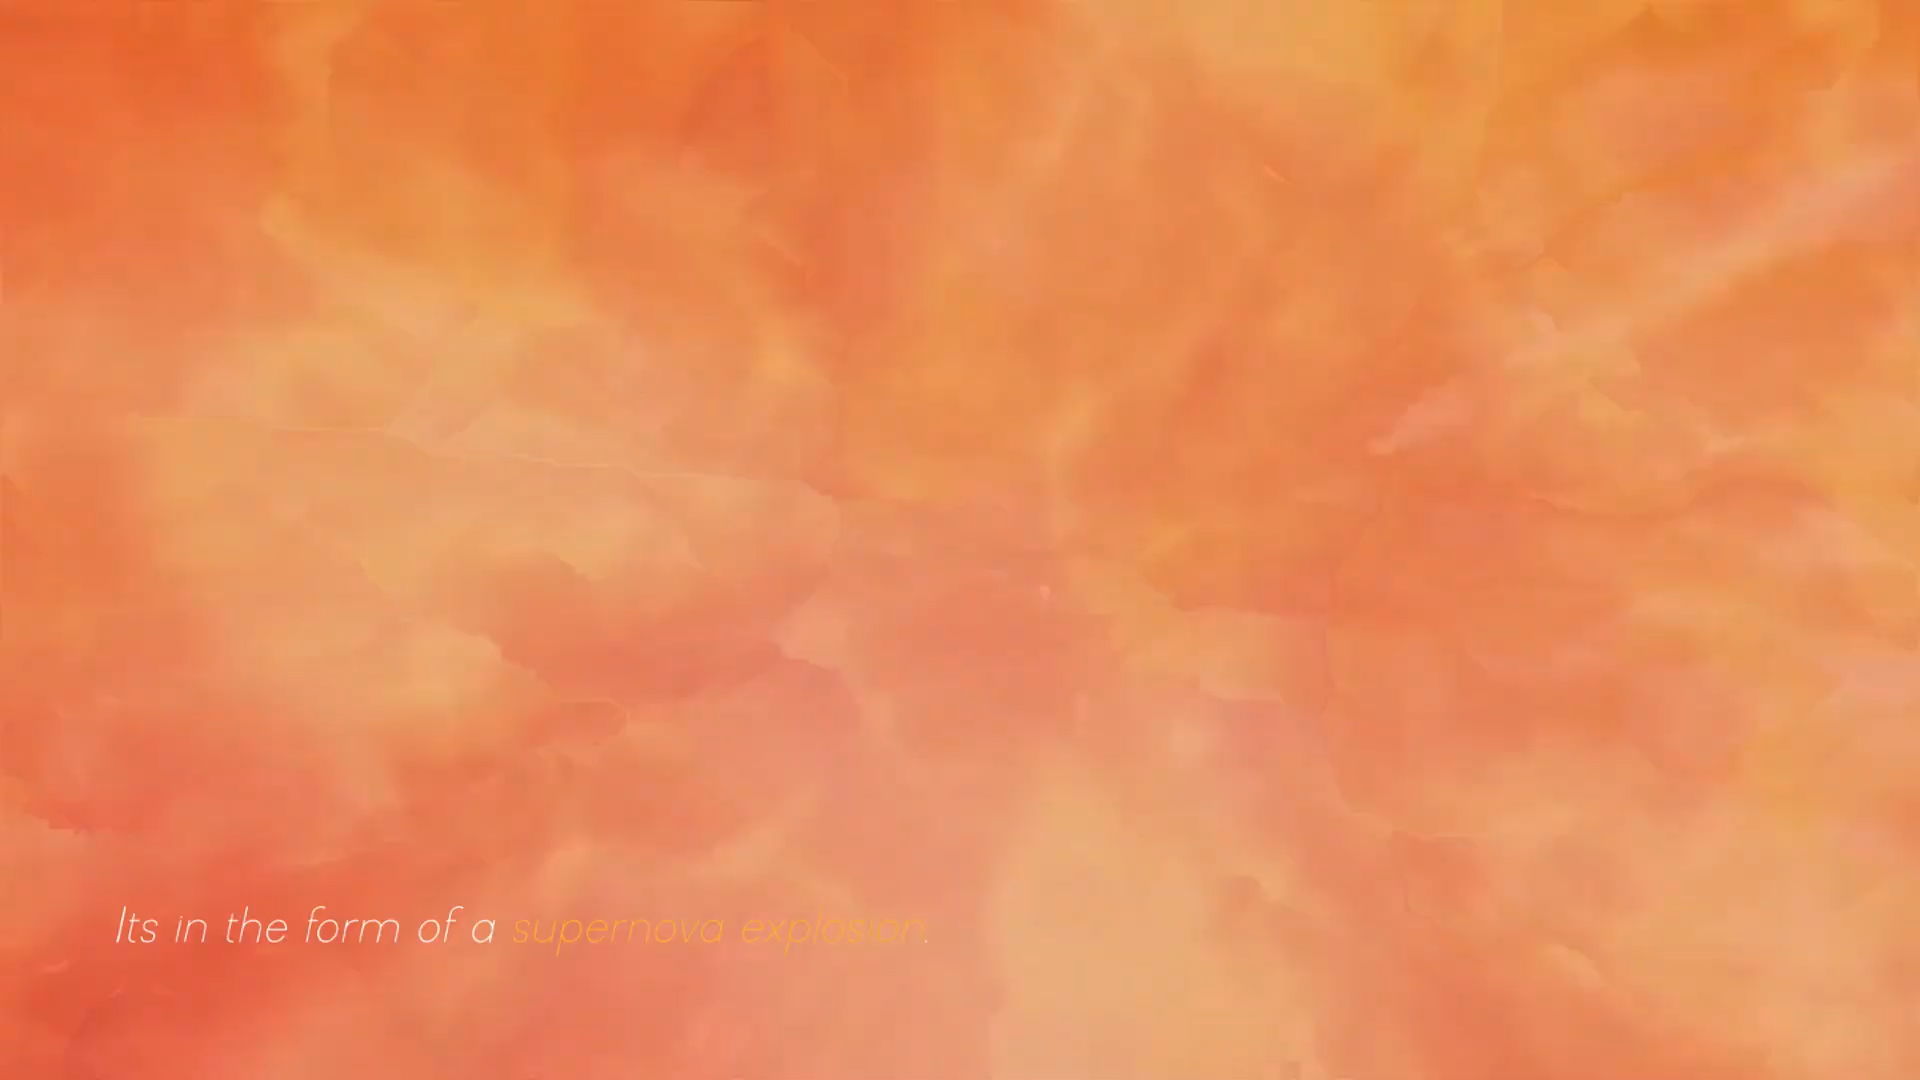 Its in the form of a supernova explosion.